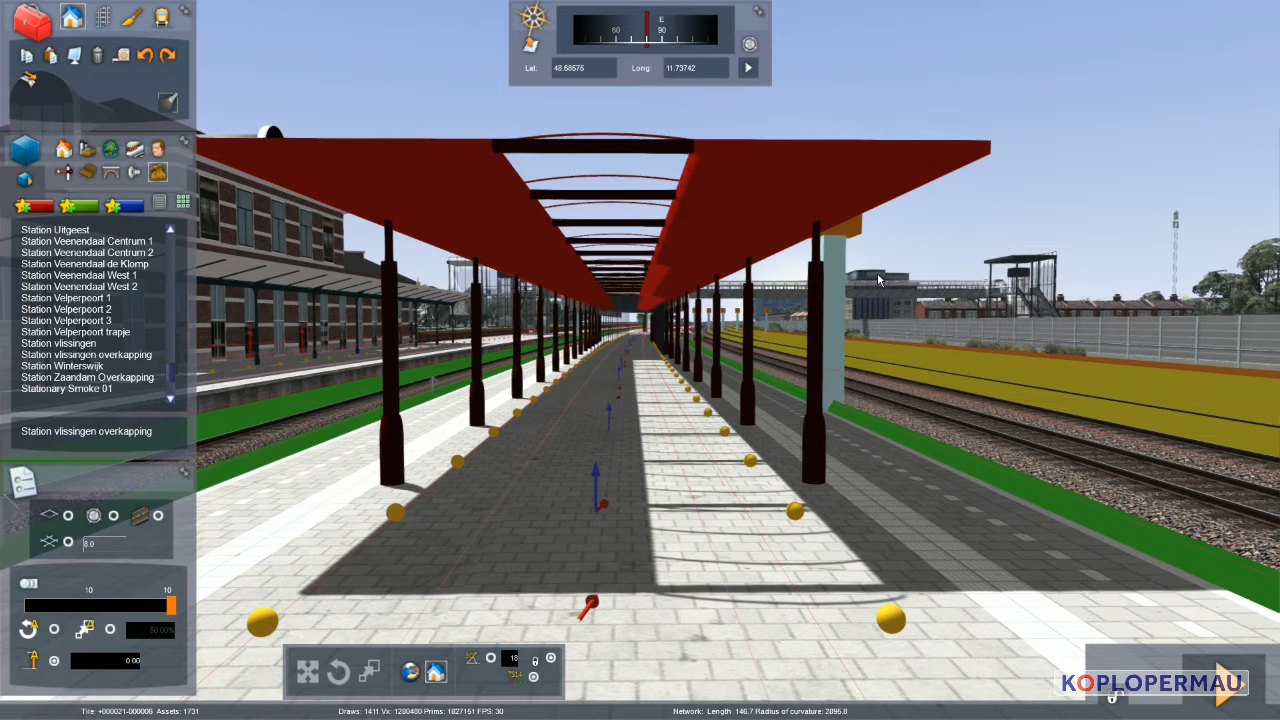 E
60 90
Lat: 48.68575 Long: 11.73742
Station Uitgeest
Station Veenendaal Centrum 1
Station Veenendaal Centrum 2
Station Veenendaal de Klomp
Station Veenendaal West 1
Station Veenendaal West 2
Station Velperpoort 1
Station Velperpoort 2
Station Velperpoort 3
Station Velperpoort trapje
Station vlissingen
Station vlissingen overkapping
Station Winterswijk
Station Zaandam Overkapping
Stationary Smoke 01
Station vlissingen overkapping
8.0
10 10
50.00%
0.00
18
KOPLOPERMAU
Tile: +000021-000006 Assets: 1731 Draws: 1411 Vx: 1280480 Prims: 1827151 FPS: 30 Network: Length 146.7 Radius of curvature: 2895.8